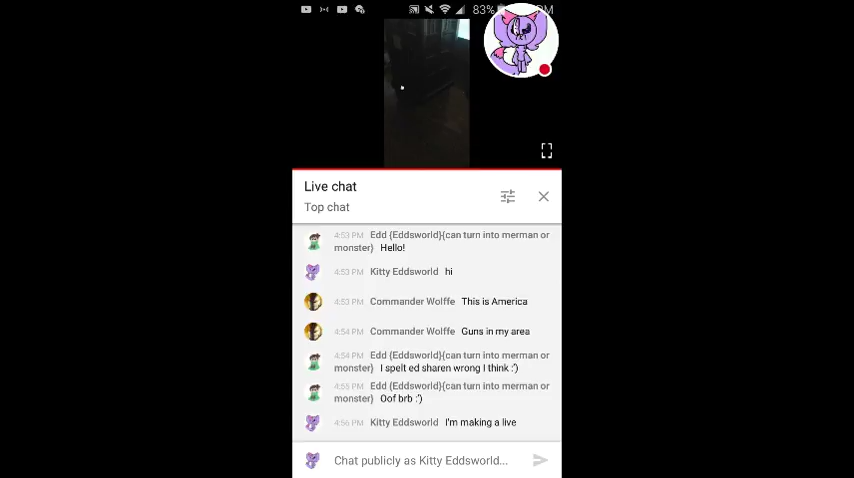 83%
Live chat
Top chat
4:53 PM Edd {Eddsworld}{can turn into merman or
monster} Hello!
4:53 PM Kitty Eddsworld hi
4:53 PM Commander Wolffe This is America
4:54 PM Commander Wolffe Guns in my area
4:54 PM Edd {Eddsworld}{can turn into merman or
monster} I spelt ed sharen wrong I think :')
4:55 PM Edd {Eddsworld}{can turn into merman or
monster} Oof brb :')
4:56 PM Kitty Eddsworld I'm making a live
Chat publicly as Kitty Eddsworld...